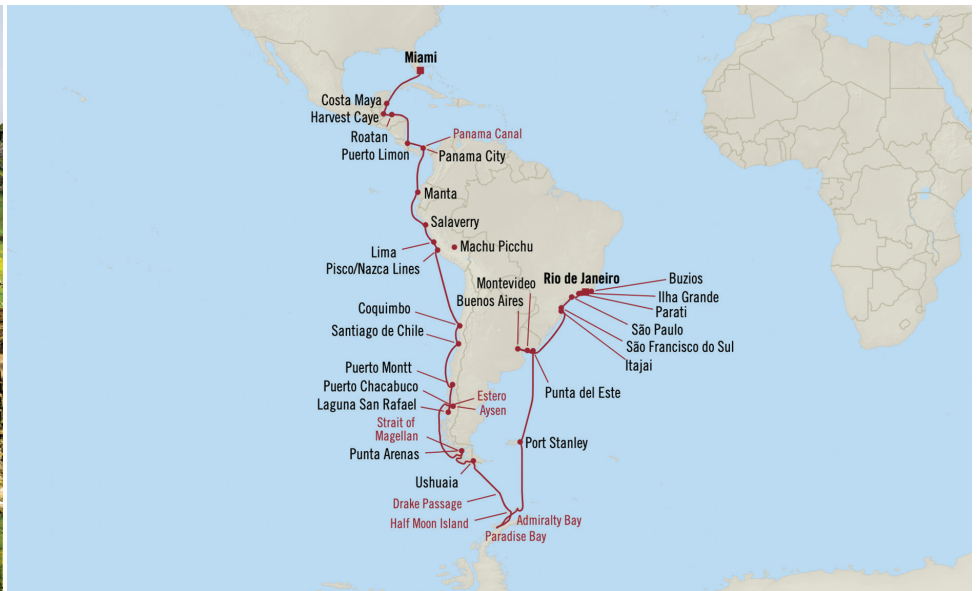 Miami
Costa Maya
Harvest Caye
Roatan
Panama Canal
Puerto Limon
Panama City
Manta
Salaverry
Lima
Machu Picchu
Pisco/Nazca Lines
Montevideo
Rio de Janeiro
Buzios
Buenos Aires
Ilha Grande
Parati
Coquimbo
São Paulo
Santiago de Chile
São Francisco do Sul
Itajai
Puerto Montt
Puerto Chacabuco
Punta del Este
Estero
Aysen
Laguna San Rafael
Strait of
Magellan
Port Stanley
Punta Arenas
Ushuaia
Drake Passage
Half Moon Island
Admiralty Bay
Paradise Bay